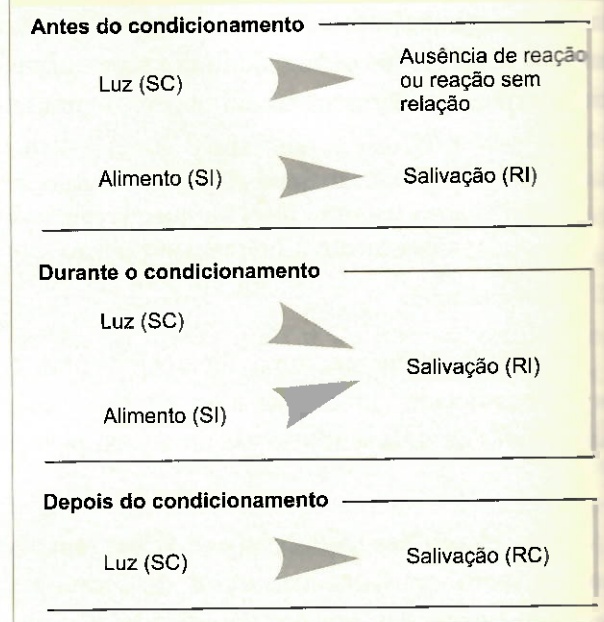 Antes do condicionamento
Luz (SC)
Ausência de reação
ou reação sem
relação
Alimento (SI)
Salivação (RI)
Durante o condicionamento
Luz (SC)
Salivação (RI)
Alimento (SI)
Depois do condicionamento
Luz (SC)
Salivação (RC)